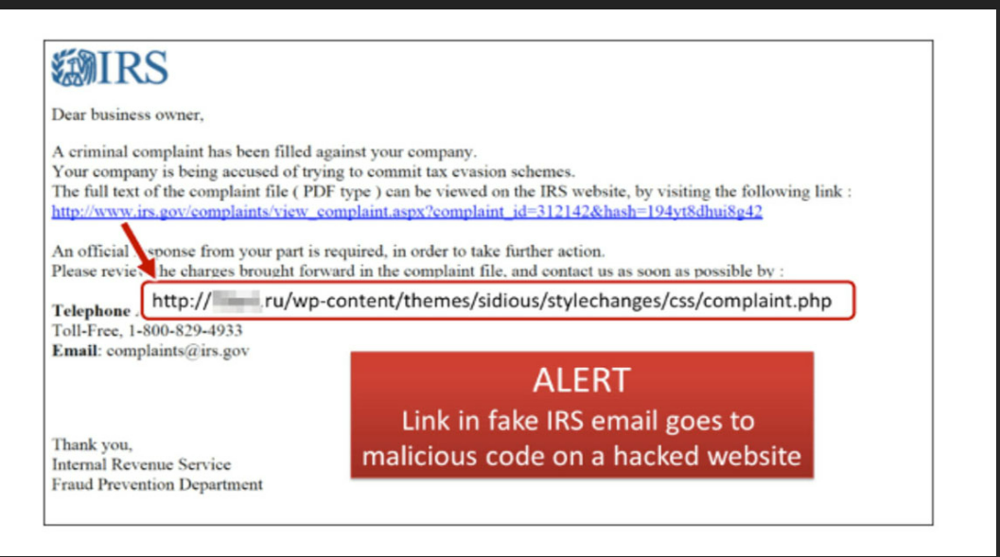 IRS
Dear business owner,
A criminal complaint has been filled against your company.
Your company is being accused of trying to commit tax evasion schemes.
The full text of the complaint file ( PDF type ) can be viewed on the IRS website, by visiting the following link :
http://www.irs.gov/complaints/view_complaint.aspx?complaint_id=312142&hash=194yt8dhui8g42
An official sponse from your part is required, in order to take further action.
Please revie he charges brought forward in the complaint file, and contact us as soon as possible by :
http:// .ru/wp-content/themes/sidious/stylechanges/css/complaint.php
Telephone
Toll-Free, 1-800-829-4933
Email: complaints@irs.gov
ALERT
Link in fake IRS email goes to
malicious code on a hacked website
Thank you,
Internal Revenue Service
Fraud Prevention Department